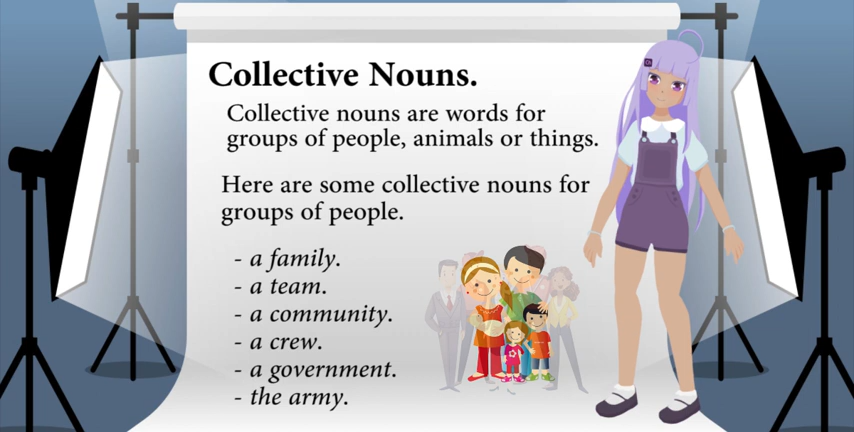 Collective Nouns.
Collective nouns are words for
groups of people, animals or things.
Here are some collective nouns for
groups of people.
- a family.
- a team.
- a community.
- a crew.
- a government.
- the army.